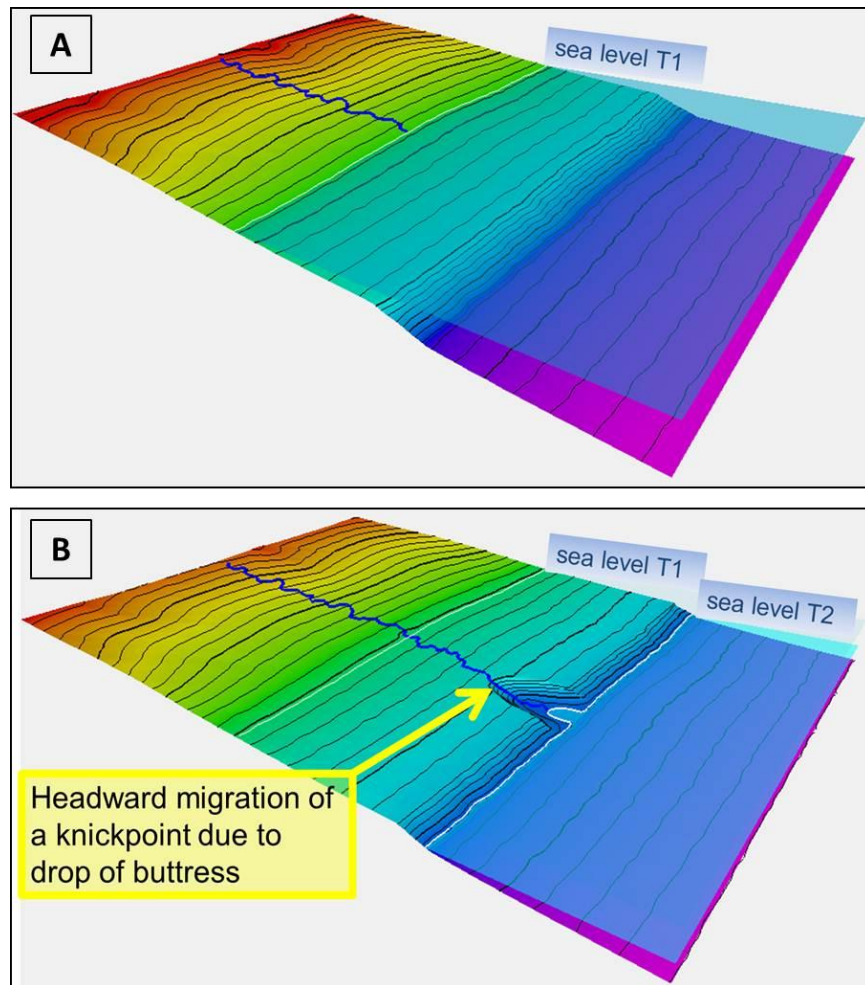 A
sea level T1
B
sea level T1
sea level T2
Headward migration of
a knickpoint due to
drop of buttress